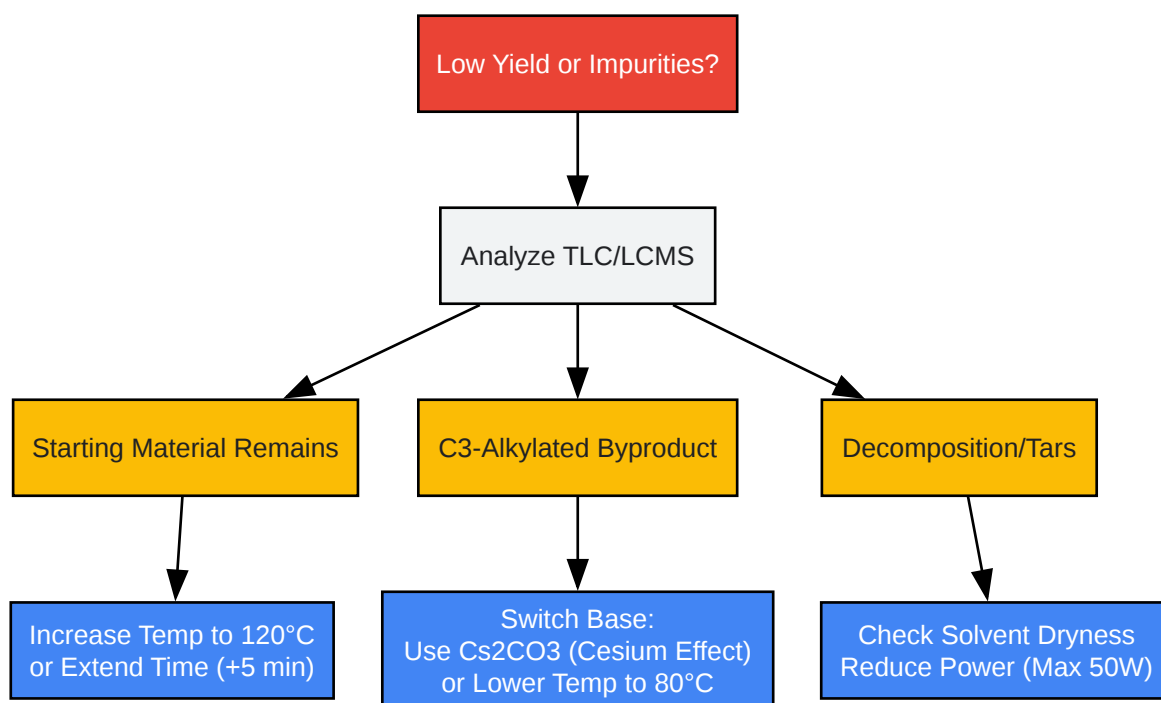 Low Yield or Impurities?
Analyze TLC/LCMS
Starting Material Remains
C3-Alkylated Byproduct
Decomposition/Tars
Increase Temp to 120°C
or Extend Time (+5 min)
Switch Base:
Use Cs2CO3 (Cesium Effect)
or Lower Temp to 80°C
Check Solvent Dryness
Reduce Power (Max 50W)